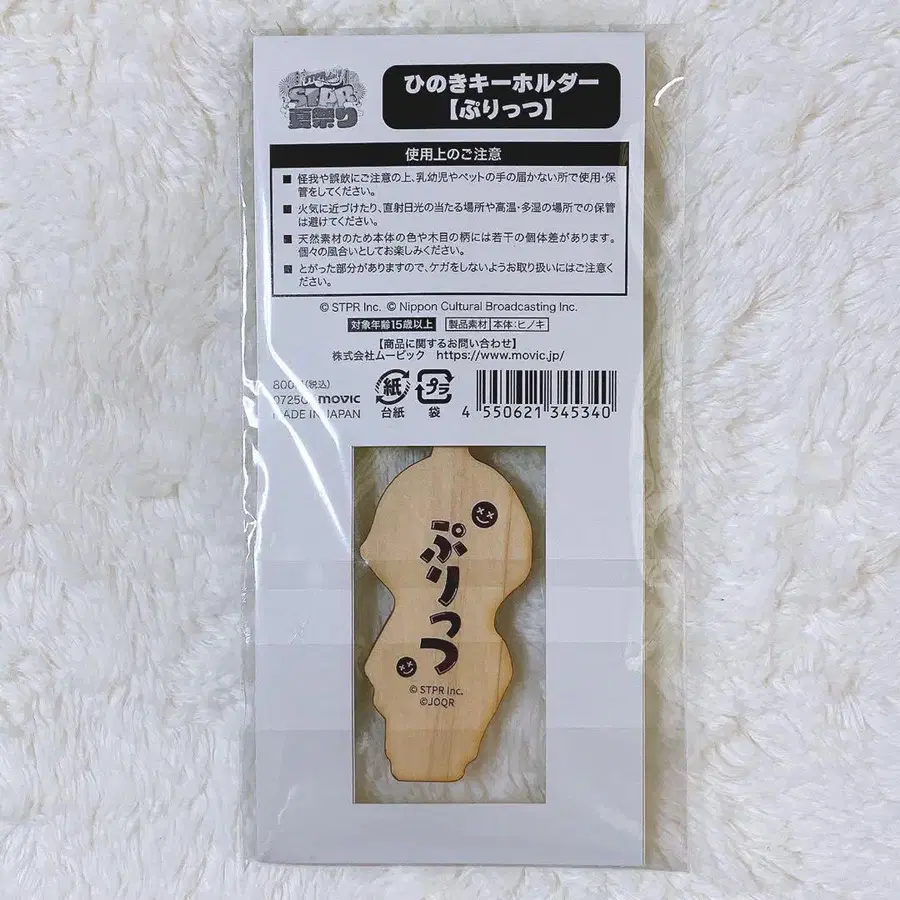 STPR
夏祭り
ひのきキーホルダー
【ぷりっつ】
使用上のご注意
■ 怪我や誤飲にご注意の上、乳幼児やペットの手の届かない所で使用・保
管をしてください。
■ 火気に近づけたり、直射日光の当たる場所や高温・多湿の場所での保管
は避けてください。
■ 天然素材のため本体の色や木目の柄には若干の個体差があります。
個々の風合いとしてお楽しみください。
■ とがった部分がありますので、ケガをしないようお取り扱いにはご注意く
ださい。
© STPR Inc. © Nippon Cultural Broadcasting Inc.
対象年齢15歳以上 製品素材 本体：ヒノキ
【商品に関するお問い合わせ】
株式会社ムービック https://www.movic.jp/
800円(税込)
0725 movic
MADE IN JAPAN
紙
台紙
プラ
袋
4 550621 345340
ぷりっつ
© STPR Inc.
©JOQR